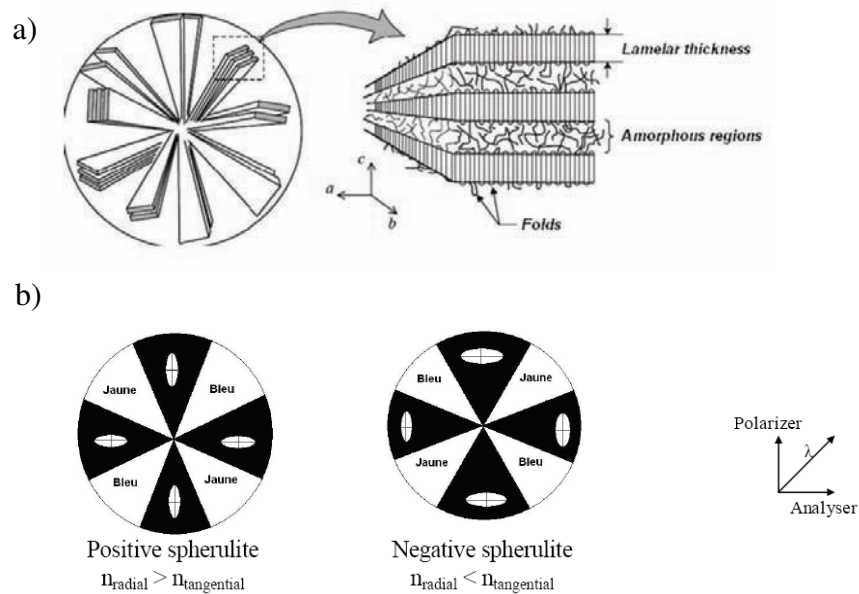 a)
Lamelar thickness
Amorphous regions
c
a
b
Folds
b)
Jaune
Bleu
Bleu
Jaune
Positive spherulite
n_radial > n_tangential
Bleu
Jaune
Jaune
Bleu
Negative spherulite
n_radial < n_tangential
Polarizer
λ
Analyser